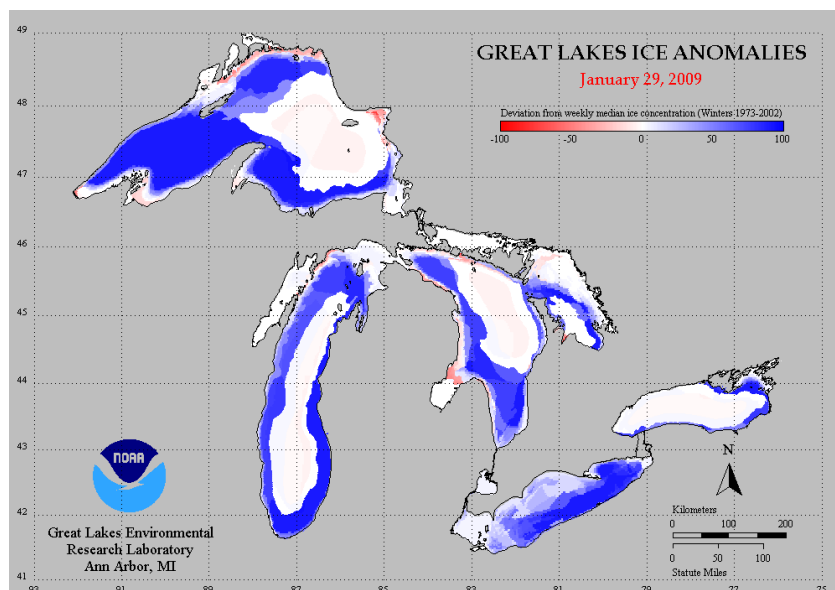 GREAT LAKES ICE ANOMALIES
January 29, 2009
Deviation from weekly median ice concentration (Winters 1973-2002)
-100 -50 0 50 100
49
48
47
46
45
44
43
42
41
93 91 89 87 85 83 81 79 77 75
NOAA
Great Lakes Environmental
Research Laboratory
Ann Arbor, MI
N
Kilometers
0 100 200
0 50 100
Statute Miles